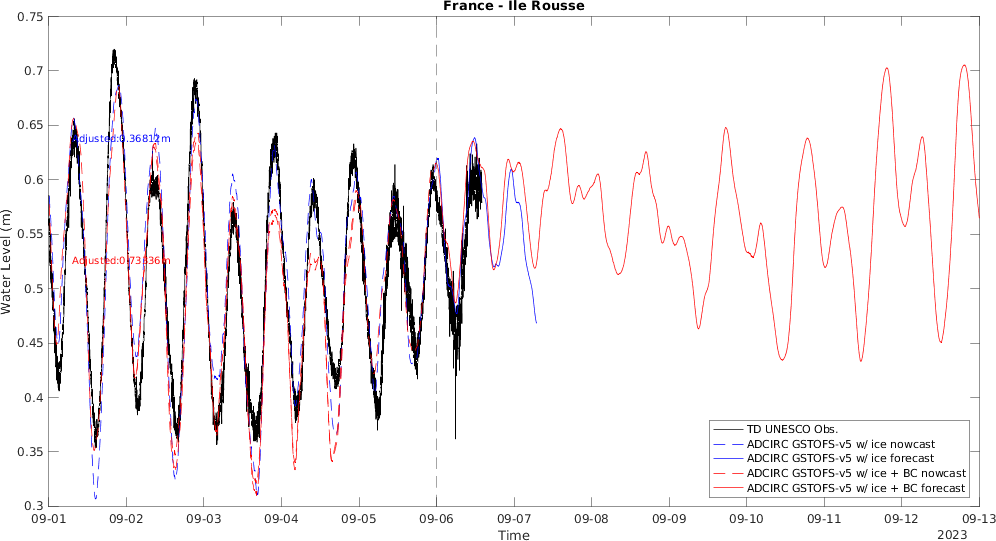 France - Ile Rousse
0.75
0.7
0.65
0.6
0.55
0.5
0.45
0.4
0.35
0.3
Water Level (m)
Adjusted:0.36812m
Adjusted:0.73336m
TD UNESCO Obs.
ADCIRC GSTOFS-v5 w/ ice nowcast
ADCIRC GSTOFS-v5 w/ ice forecast
ADCIRC GSTOFS-v5 w/ ice + BC nowcast
ADCIRC GSTOFS-v5 w/ ice + BC forecast
09-01 09-02 09-03 09-04 09-05 09-06 09-07 09-08 09-09 09-10 09-11 09-12 09-13
Time
2023